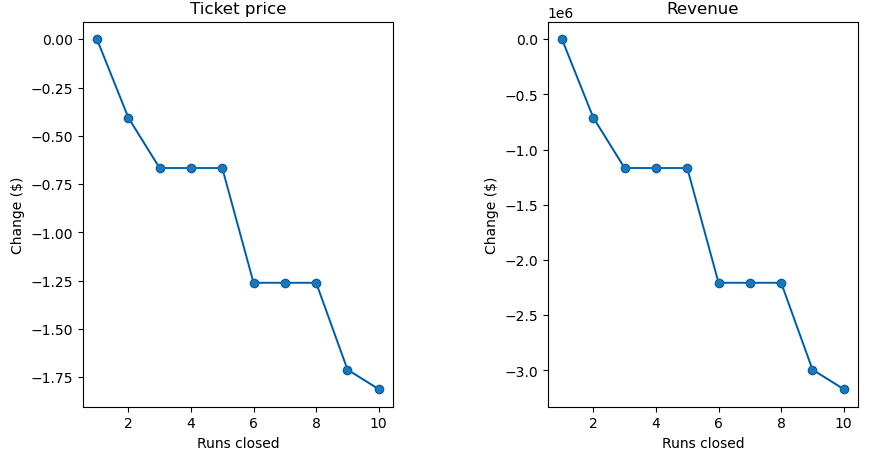 Ticket price
0.00
−0.25
−0.50
−0.75
−1.00
−1.25
−1.50
−1.75
Change ($)
2 4 6 8 10
Runs closed
Revenue
1e6
0.0
−0.5
−1.0
−1.5
−2.0
−2.5
−3.0
Change ($)
2 4 6 8 10
Runs closed